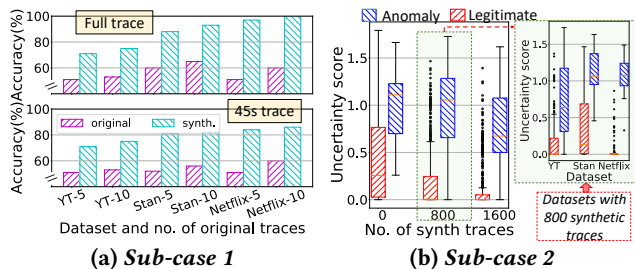 Full trace
Accuracy(%)
100
80
60
45s trace
original
synth.
Accuracy(%)
80
60
YT-5
YT-10
Stan-5
Stan-10
Netflix-5
Netflix-10
Dataset and no. of original traces
(a) Sub-case 1
Anomaly
Legitimate
Uncertainty score
1.5
1.0
0.5
0.0
0
800
1600
No. of synth traces
Uncertainty score
1.5
1.0
0.5
0.0
YT
Stan
Netflix
Dataset
Datasets with
800 synthetic
traces
(b) Sub-case 2